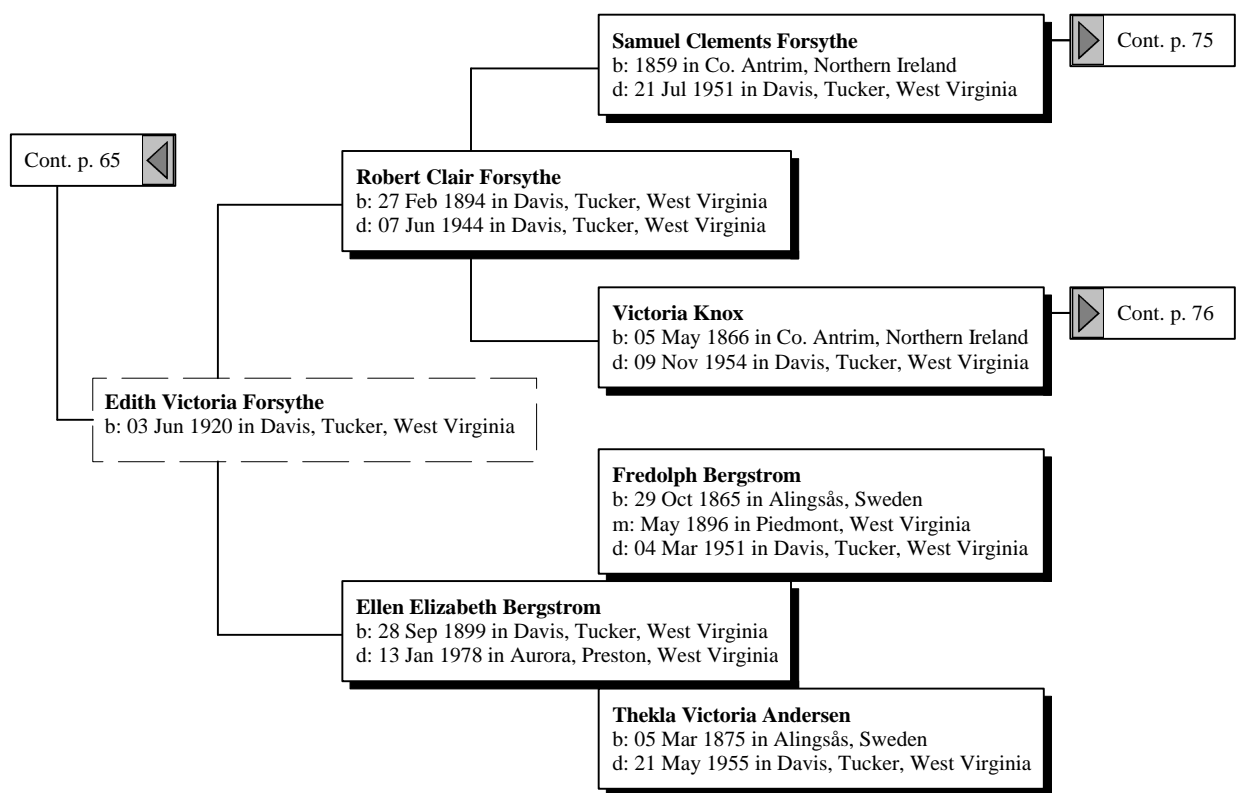 Samuel Clements Forsythe
b: 1859 in Co. Antrim, Northern Ireland
d: 21 Jul 1951 in Davis, Tucker, West Virginia
Cont. p. 75
Cont. p. 65
Robert Clair Forsythe
b: 27 Feb 1894 in Davis, Tucker, West Virginia
d: 07 Jun 1944 in Davis, Tucker, West Virginia
Victoria Knox
b: 05 May 1866 in Co. Antrim, Northern Ireland
d: 09 Nov 1954 in Davis, Tucker, West Virginia
Cont. p. 76
Edith Victoria Forsythe
b: 03 Jun 1920 in Davis, Tucker, West Virginia
Fredolph Bergstrom
b: 29 Oct 1865 in Alingsås, Sweden
m: May 1896 in Piedmont, West Virginia
d: 04 Mar 1951 in Davis, Tucker, West Virginia
Ellen Elizabeth Bergstrom
b: 28 Sep 1899 in Davis, Tucker, West Virginia
d: 13 Jan 1978 in Aurora, Preston, West Virginia
Thekla Victoria Andersen
b: 05 Mar 1875 in Alingsås, Sweden
d: 21 May 1955 in Davis, Tucker, West Virginia